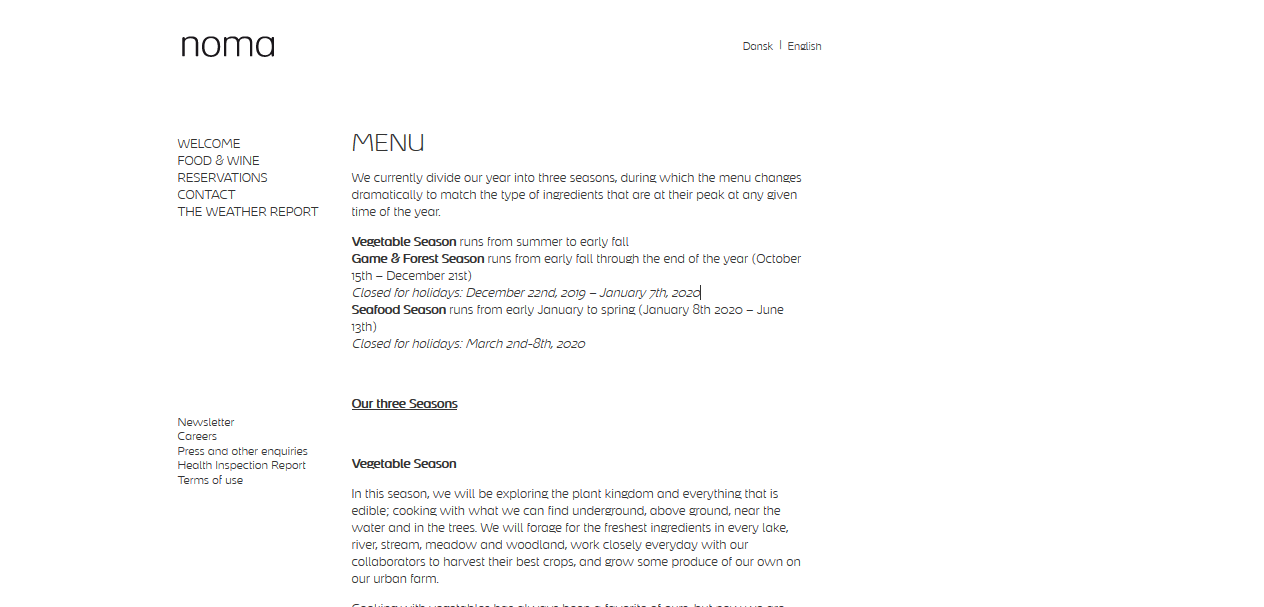 noma
Dansk | English
WELCOME
FOOD & WINE
RESERVATIONS
CONTACT
THE WEATHER REPORT
MENU
We currently divide our year into three seasons, during which the menu changes
dramatically to match the type of ingredients that are at their peak at any given
time of the year.
Vegetable Season runs from summer to early fall
Game & Forest Season runs from early fall through the end of the year (October
15th – December 21st)
Closed for holidays: December 22nd, 2019 – January 7th, 2020
Seafood Season runs from early January to spring (January 8th 2020 – June
13th)
Closed for holidays: March 2nd-8th, 2020
Our three Seasons
Newsletter
Careers
Press and other enquiries
Health Inspection Report
Terms of use
Vegetable Season
In this season, we will be exploring the plant kingdom and everything that is
edible; cooking with what we can find underground, above ground, near the
water and in the trees. We will forage for the freshest ingredients in every lake,
river, stream, meadow and woodland, work closely everyday with our
collaborators to harvest their best crops, and grow some produce of our own on
our urban farm.